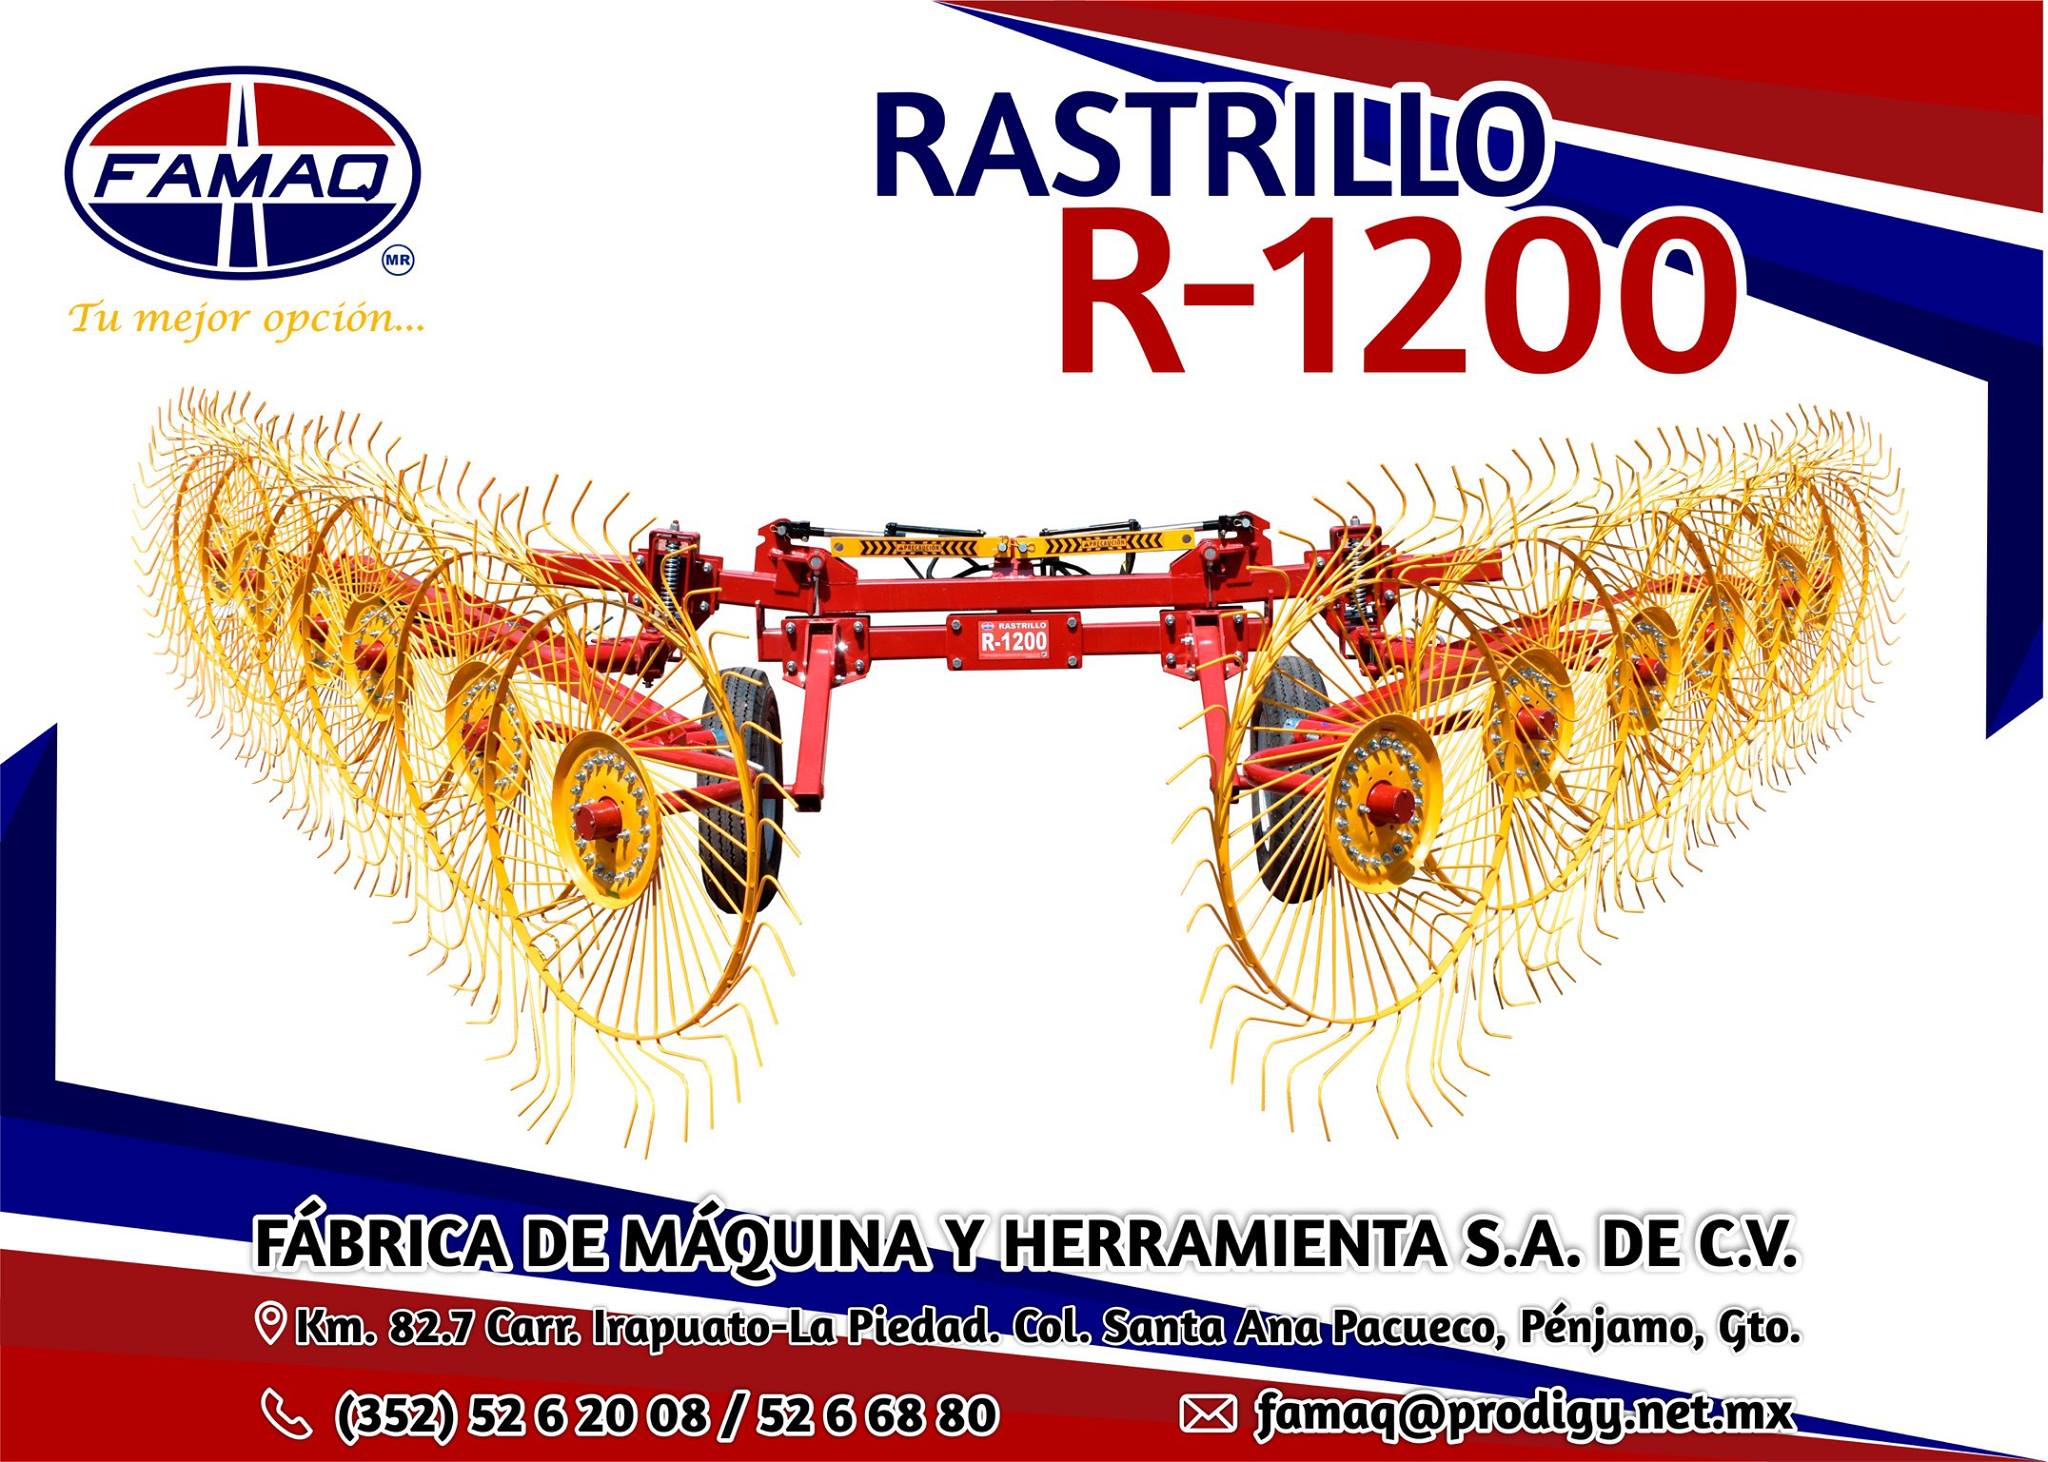 FAMAQ
MR
Tu mejor opción...
RASTRILLO
R-1200
PRECAUCIÓN
PRECAUCIÓN
RASTRILLO
R-1200
FÁBRICA DE MÁQUINA Y HERRAMIENTA S.A. DE C.V.
Km. 82.7 Carr. Irapuato-La Piedad. Col. Santa Ana Pacueco, Pénjamo, Gto.
(352) 52 6 20 08 / 52 6 68 80
famaq@prodigy.net.mx